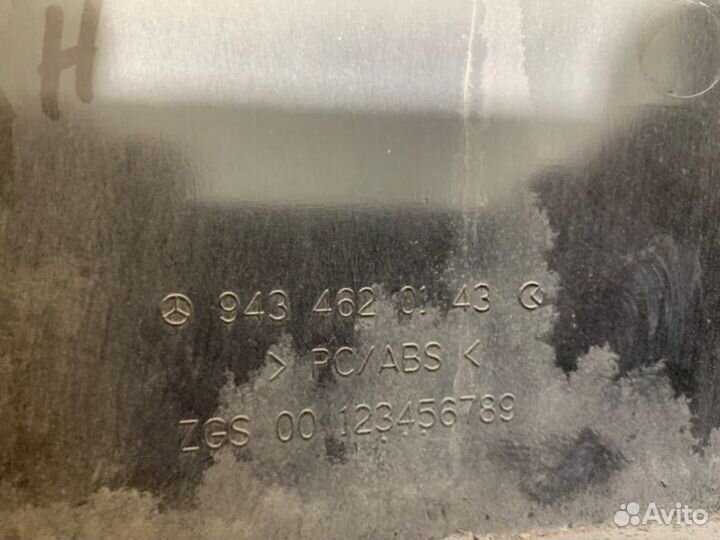 H
943 462 01 43
> PC/ABS <
ZGS 00 123456789
Avito